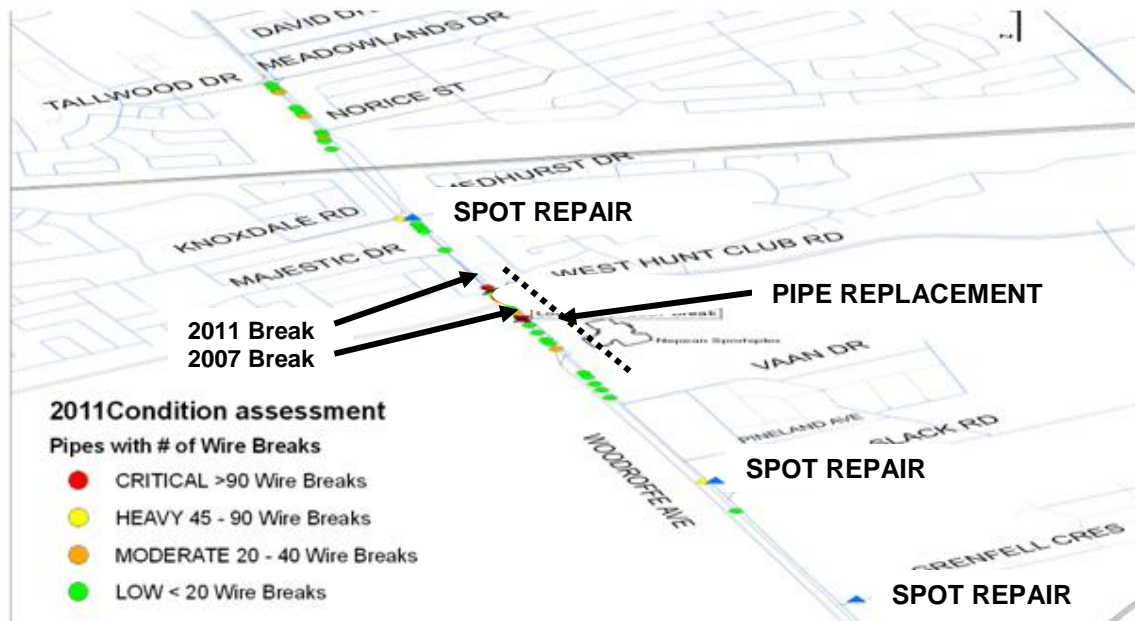 DAVID DR
MEADOWLANDS DR
TALLWOOD DR
NORICE ST
MEDHURST DR
SPOT REPAIR
KNOXDALE RD
MAJESTIC DR
WEST HUNT CLUB RD
PIPE REPLACEMENT
2011 Break
2007 Break
Break
Nepean Sportsplex
VAAN DR
2011Condition assessment
Pipes with # of Wire Breaks
CRITICAL >90 Wire Breaks
HEAVY 45 - 90 Wire Breaks
MODERATE 20 - 40 Wire Breaks
LOW < 20 Wire Breaks
WOODROFFE AVE
PINELAND AVE
SLACK RD
SPOT REPAIR
GRENFELL CRES
SPOT REPAIR
Z